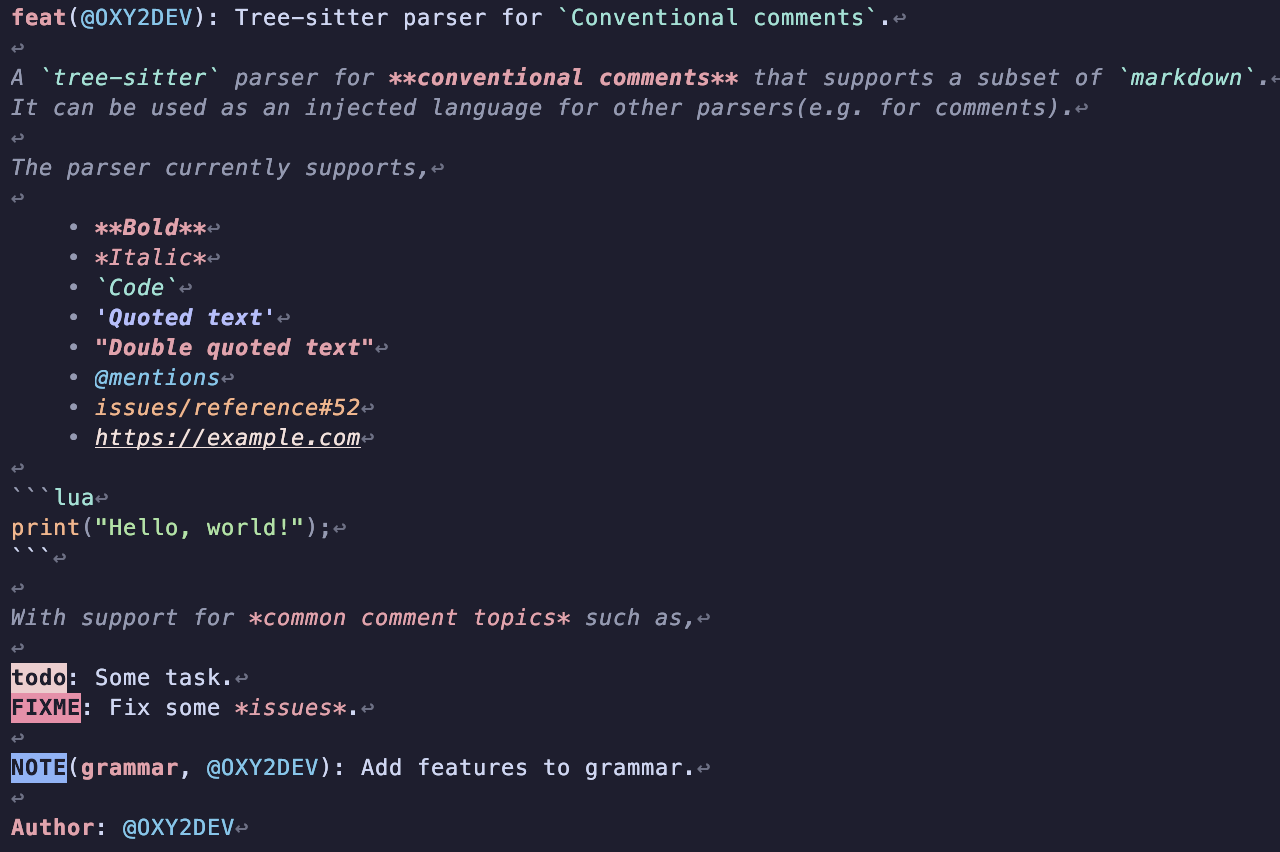 feat(@OXY2DEV): Tree-sitter parser for `Conventional comments`.↩
↩
A `tree-sitter` parser for **conventional comments** that supports a subset of `markdown`.↩
It can be used as an injected language for other parsers(e.g. for comments).↩
↩
The parser currently supports,↩
↩
• **Bold**↩
• *Italic*↩
• `Code`↩
• 'Quoted text'↩
• "Double quoted text"↩
• @mentions↩
• issues/reference#52↩
• https://example.com↩
↩
```lua↩
print("Hello, world!");↩
```↩
↩
With support for *common comment topics* such as,↩
↩
todo: Some task.↩
FIXME: Fix some *issues*.↩
↩
NOTE(grammar, @OXY2DEV): Add features to grammar.↩
↩
Author: @OXY2DEV↩